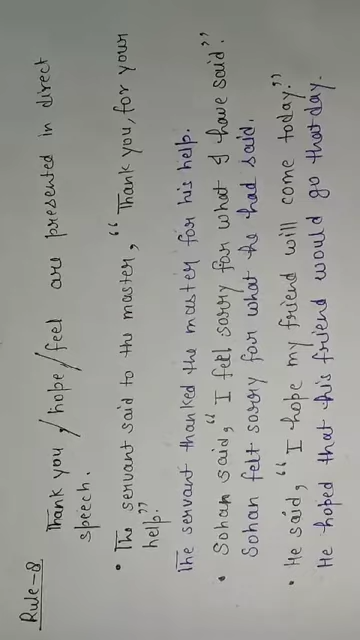 Rule-8
Thank you/hope/feel are presented in direct
speech.
• The servant said to the master, "Thank you, for your
help."
The servant thanked the master for his help.
• Sohan said, "I feel sorry for what I have said".
Sohan felt sorry for what he had said.
• He said, "I hope my friend will come today."
He hoped that his friend would go that day.